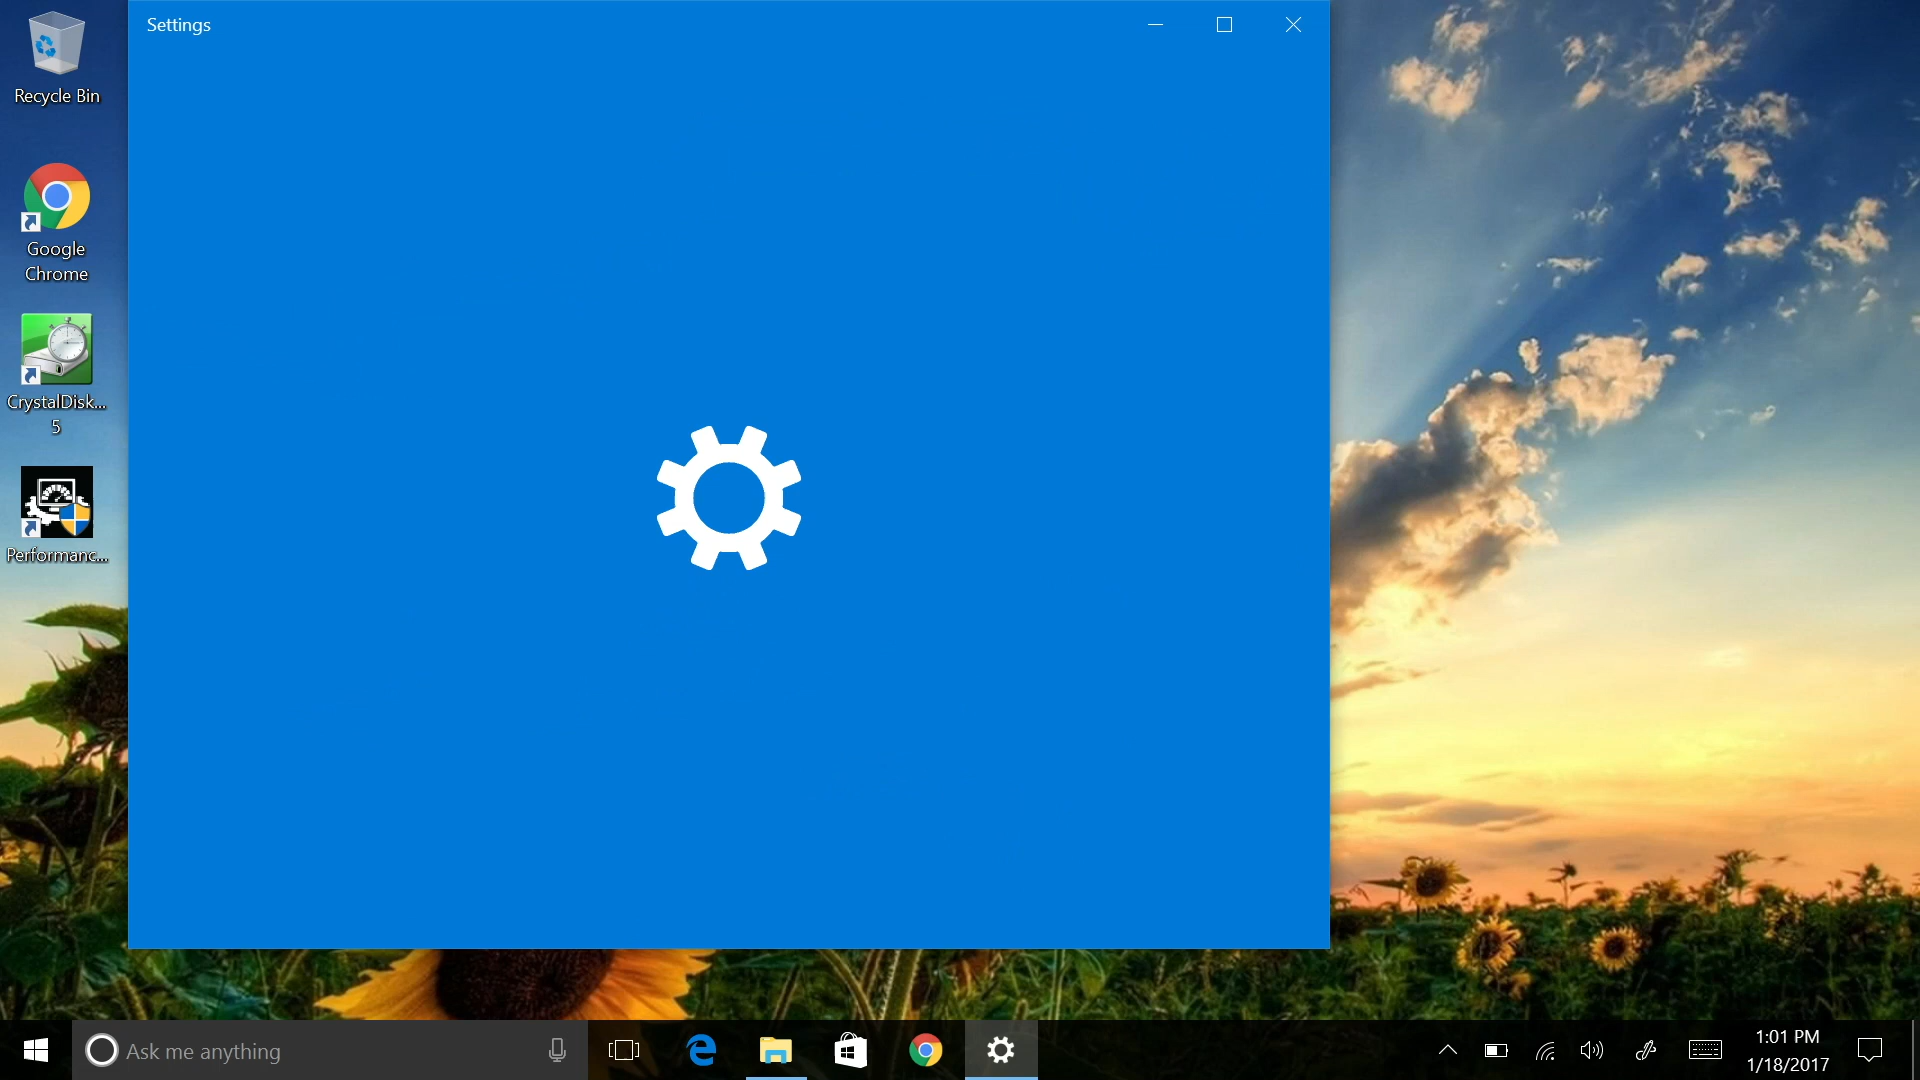 Settings
Recycle Bin
Google
Chrome
CrystalDisk...
5
Performanc...
Ask me anything
1:01 PM
1/18/2017